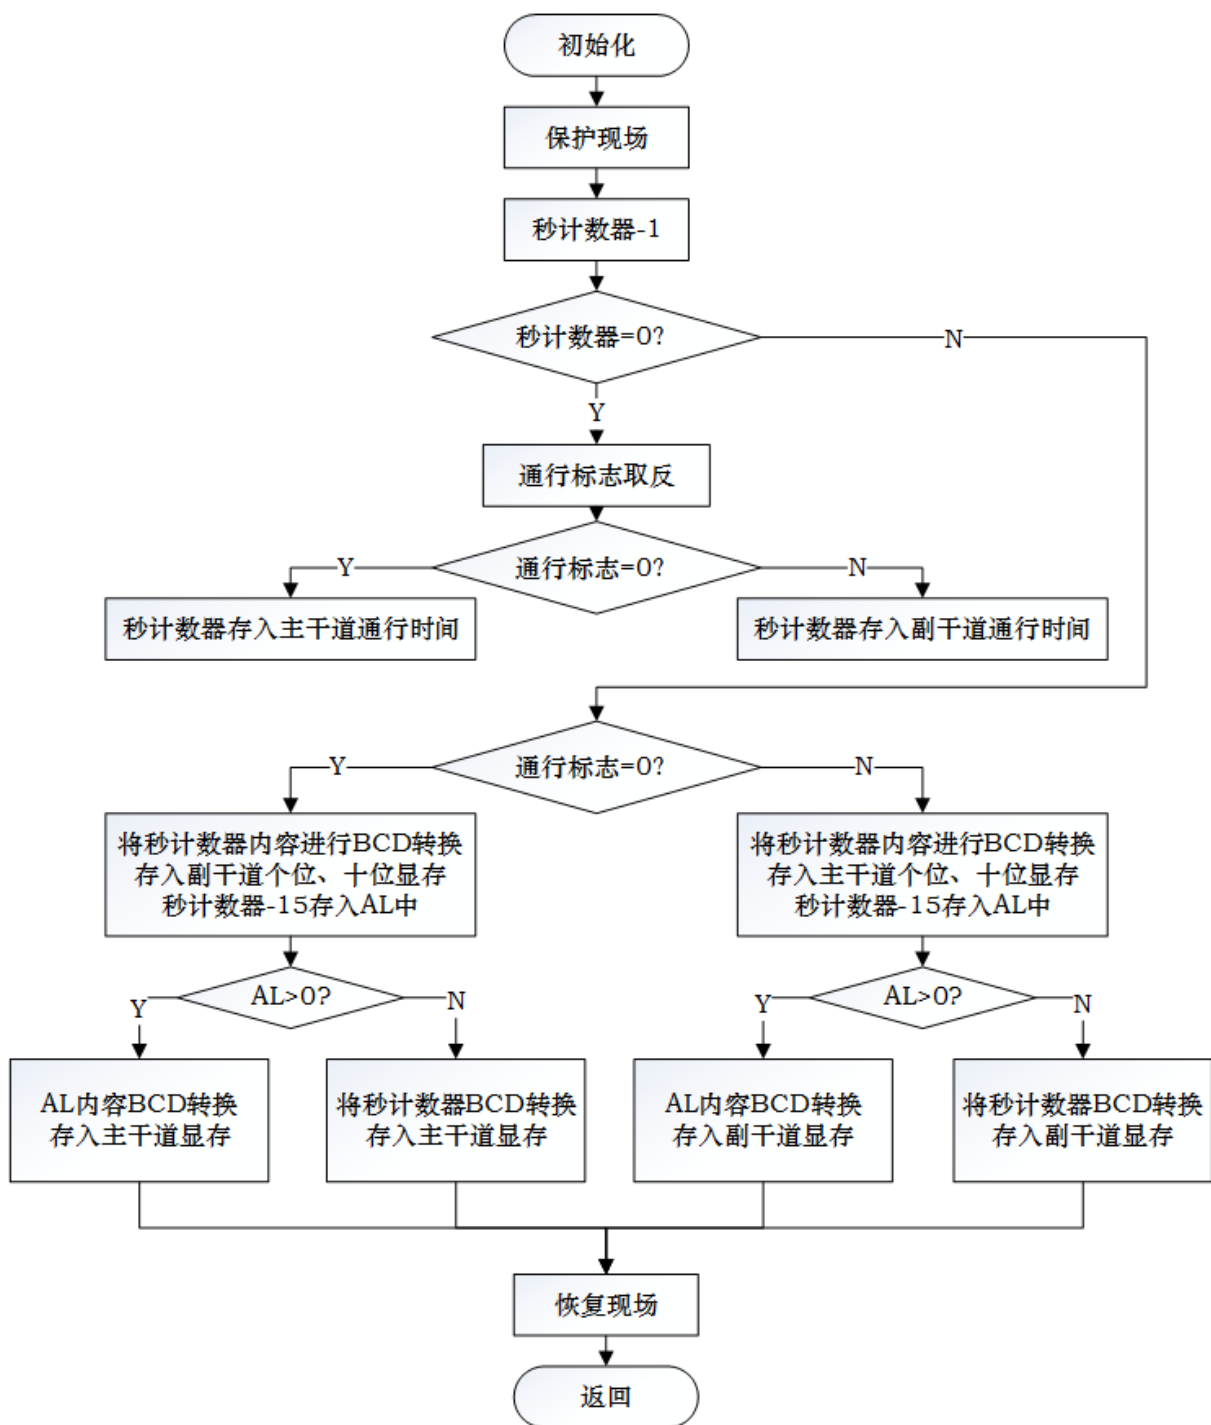 初始化
保护现场
秒计数器-1
秒计数器=0?
N
Y
通行标志取反
通行标志=0?
Y
N
秒计数器存入主干道通行时间
秒计数器存入副干道通行时间
通行标志=0?
Y
N
将秒计数器内容进行BCD转换
存入副干道个位、十位显存
秒计数器-15存入AL中
将秒计数器内容进行BCD转换
存入主干道个位、十位显存
秒计数器-15存入AL中
AL>0?
Y
N
AL>0?
Y
N
AL内容BCD转换
存入主干道显存
将秒计数器BCD转换
存入主干道显存
AL内容BCD转换
存入副干道显存
将秒计数器BCD转换
存入副干道显存
恢复现场
返回